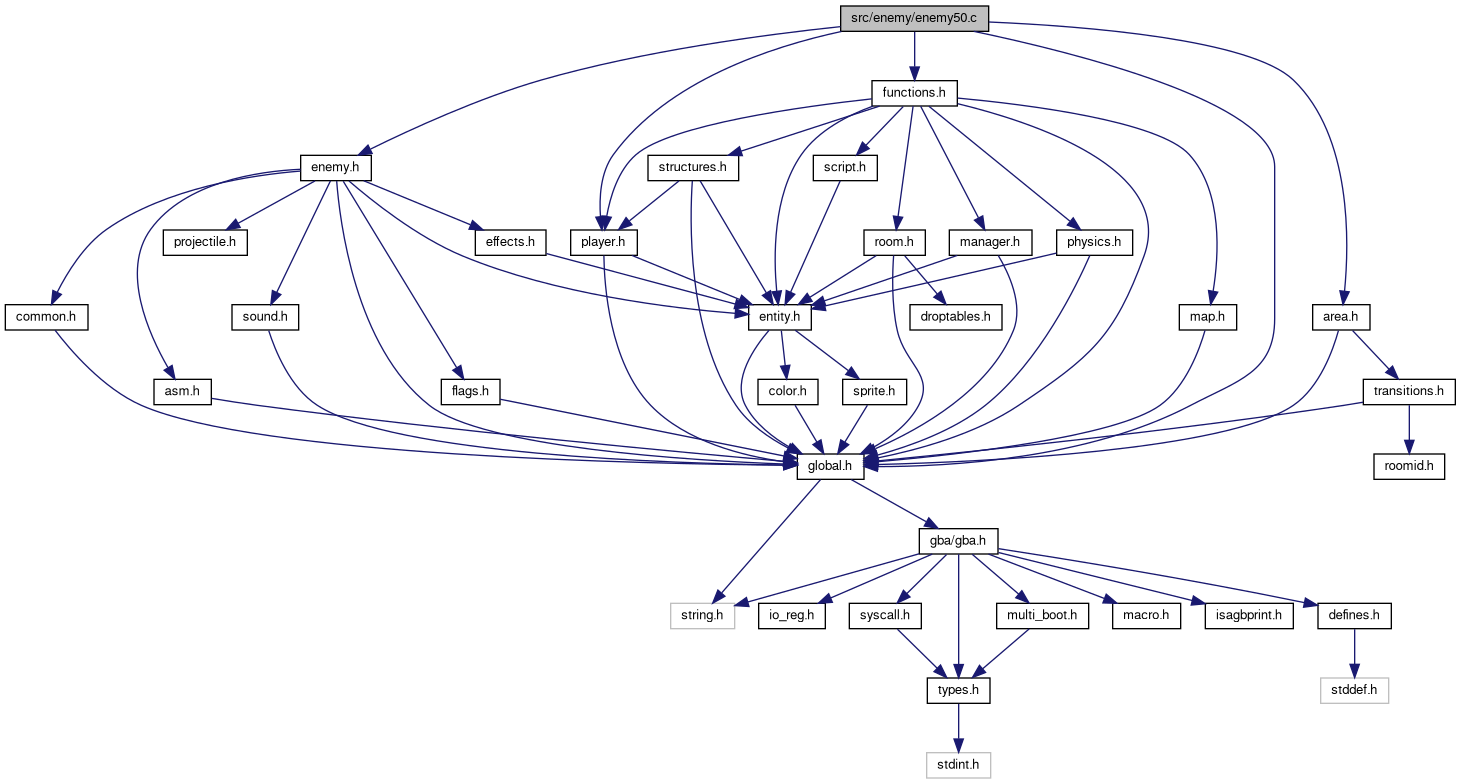 src/enemy/enemy50.c
functions.h
enemy.h
structures.h
script.h
projectile.h
effects.h
player.h
room.h
manager.h
physics.h
common.h
sound.h
entity.h
droptables.h
map.h
area.h
asm.h
flags.h
color.h
sprite.h
transitions.h
global.h
roomid.h
gba/gba.h
string.h
io_reg.h
syscall.h
multi_boot.h
macro.h
isagbprint.h
defines.h
types.h
stddef.h
stdint.h